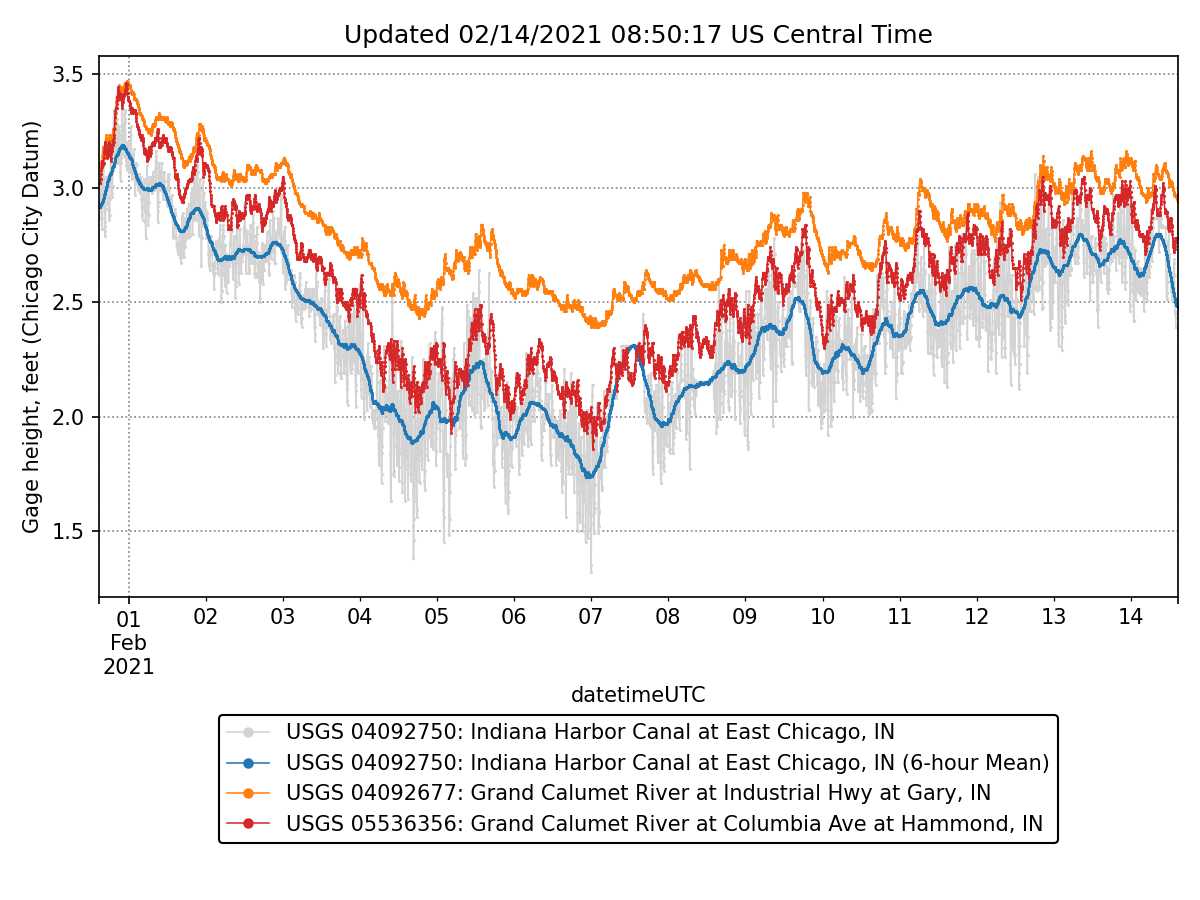 Updated 02/14/2021 08:50:17 US Central Time
Gage height, feet (Chicago City Datum)
3.5
3.0
2.5
2.0
1.5
01 02 03 04 05 06 07 08 09 10 11 12 13 14
Feb
2021
datetimeUTC
USGS 04092750: Indiana Harbor Canal at East Chicago, IN
USGS 04092750: Indiana Harbor Canal at East Chicago, IN (6-hour Mean)
USGS 04092677: Grand Calumet River at Industrial Hwy at Gary, IN
USGS 05536356: Grand Calumet River at Columbia Ave at Hammond, IN